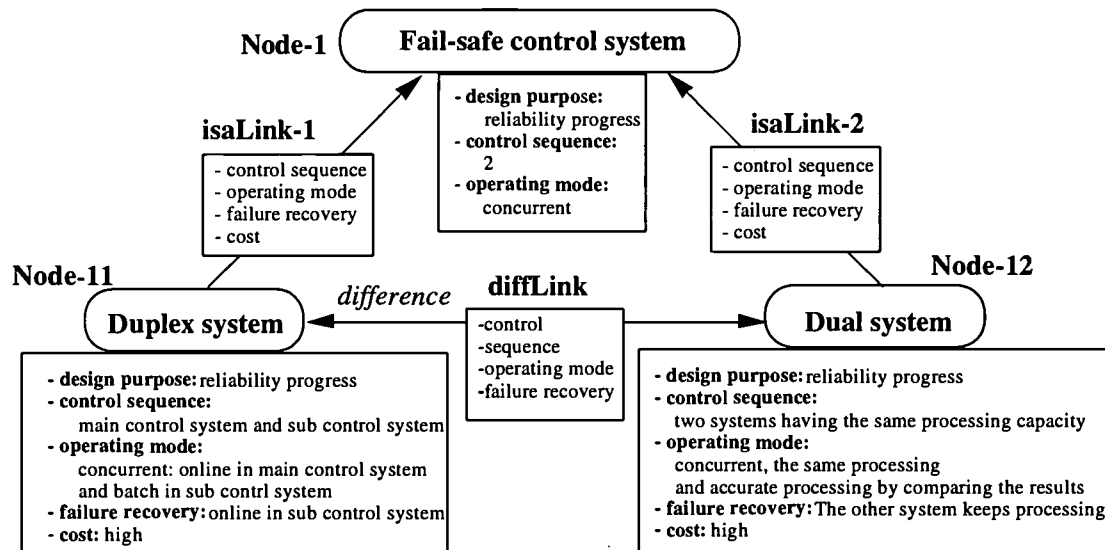 Node-1
Fail-safe control system
- design purpose:
reliability progress
- control sequence:
2
- operating mode:
concurrent
isaLink-1
- control sequence
- operating mode
- failure recovery
- cost
isaLink-2
- control sequence
- operating mode
- failure recovery
- cost
Node-11
Duplex system
difference
diffLink
-control
-sequence
-operating mode
-failure recovery
Node-12
Dual system
- design purpose: reliability progress
- control sequence:
main control system and sub control system
- operating mode:
concurrent: online in main control system
and batch in sub contrl system
- failure recovery: online in sub control system
- cost: high
- design purpose: reliability progress
- control sequence:
two systems having the same processing capacity
- operating mode:
concurrent, the same processing
and accurate processing by comparing the results
- failure recovery: The other system keeps processing
- cost: high